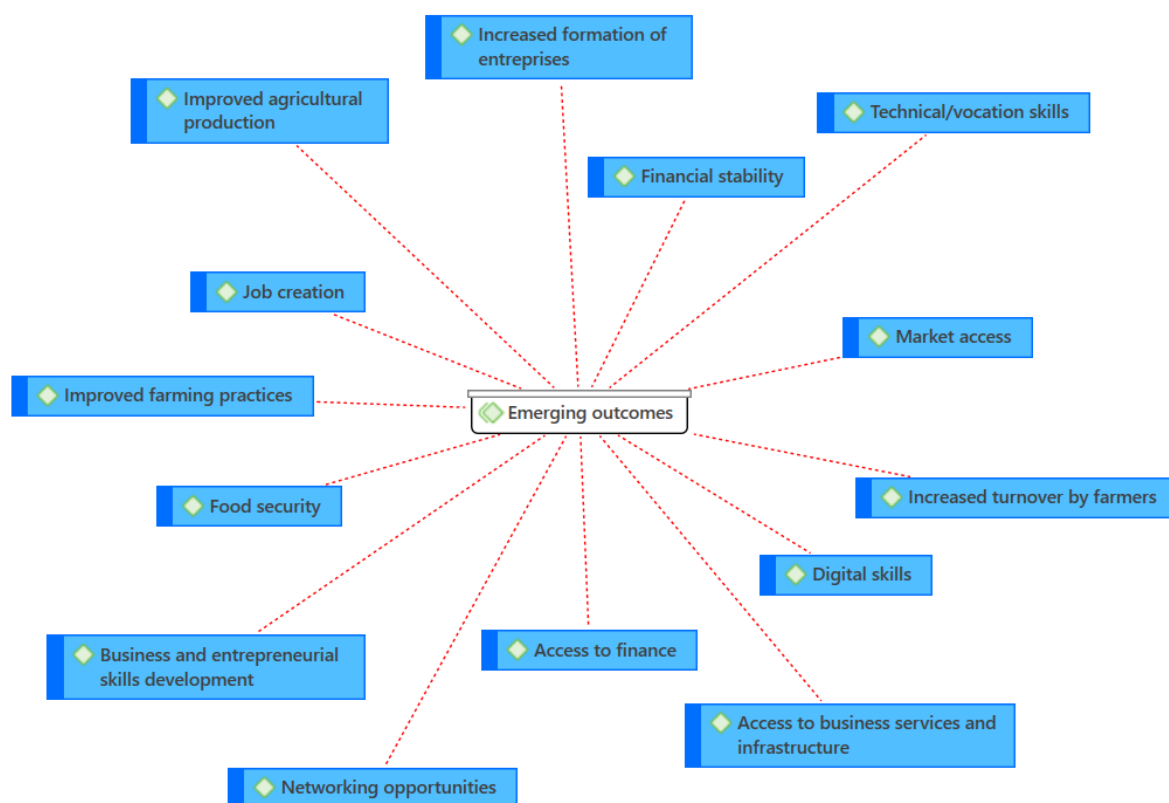 Increased formation of
entreprises
Improved agricultural
production
Technical/vocation skills
Financial stability
Job creation
Market access
Improved farming practices
Emerging outcomes
Food security
Increased turnover by farmers
Digital skills
Business and entrepreneurial
skills development
Access to finance
Access to business services and
infrastructure
Networking opportunities